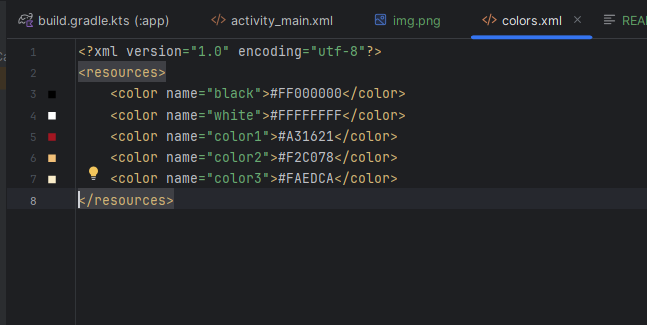 build.gradle.kts (:app) activity_main.xml img.png colors.xml READ
1 <?xml version="1.0" encoding="utf-8"?>
2 <resources>
3 <color name="black">#FF000000</color>
4 <color name="white">#FFFFFFFF</color>
5 <color name="color1">#A31621</color>
6 <color name="color2">#F2C078</color>
7 <color name="color3">#FAEDCA</color>
8 </resources>